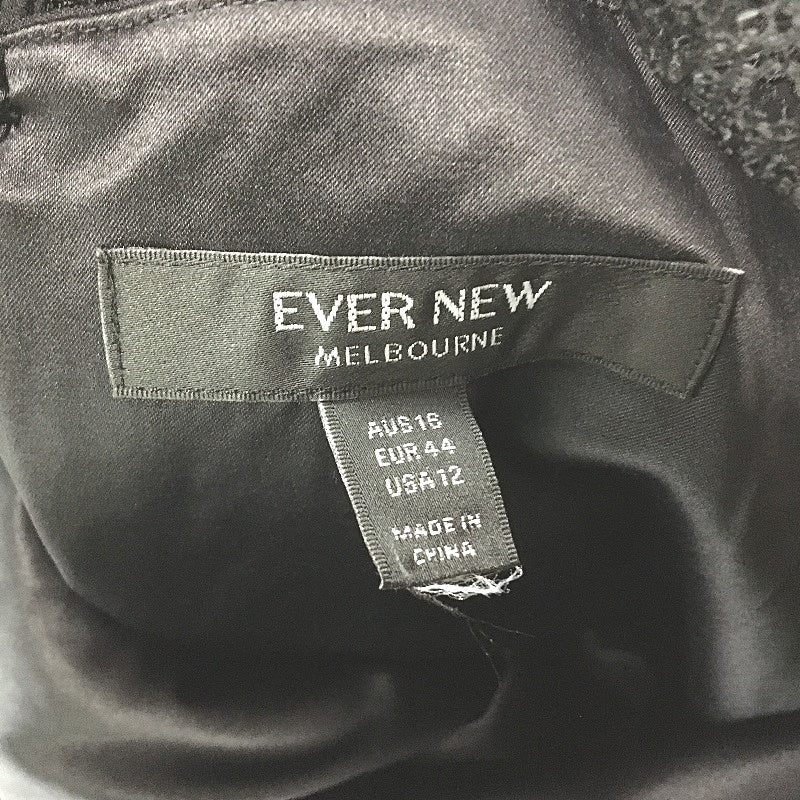 EVER NEW
MELBOURNE
AUS16
EUR44
USA12
MADE IN
CHINA